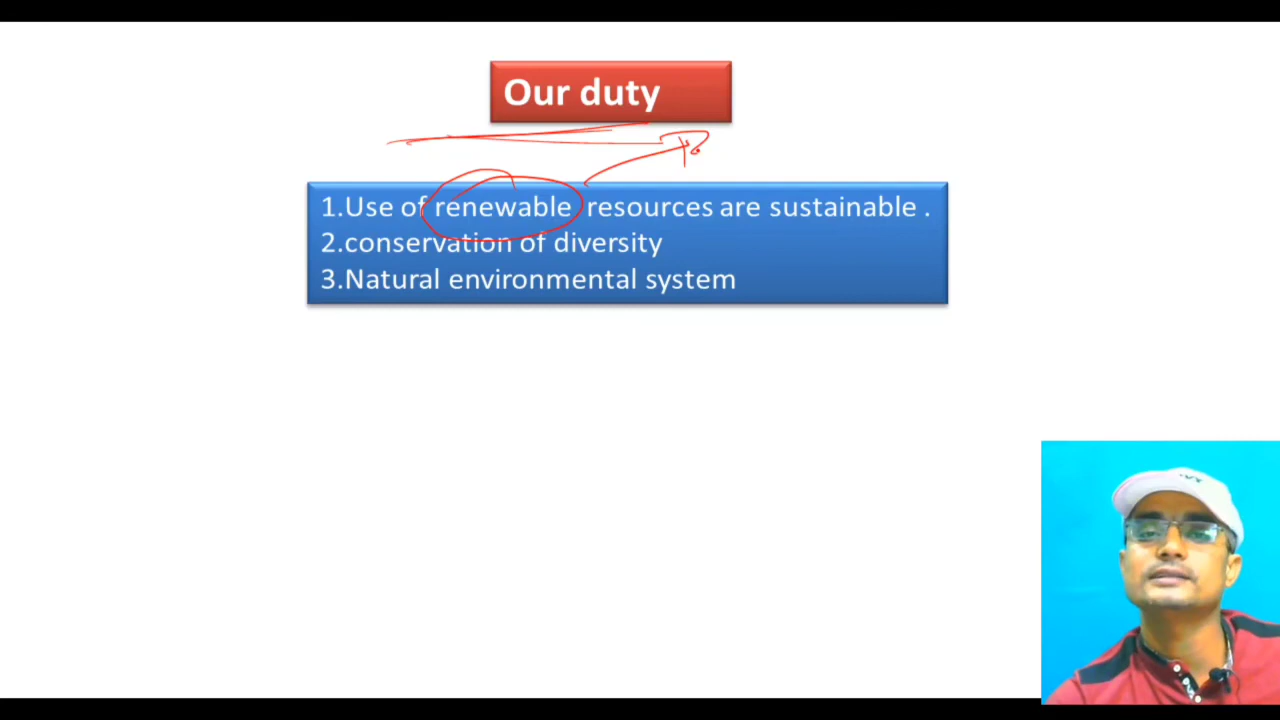 Our duty
1.Use of renewable resources are sustainable .
2.conservation of diversity
3.Natural environmental system